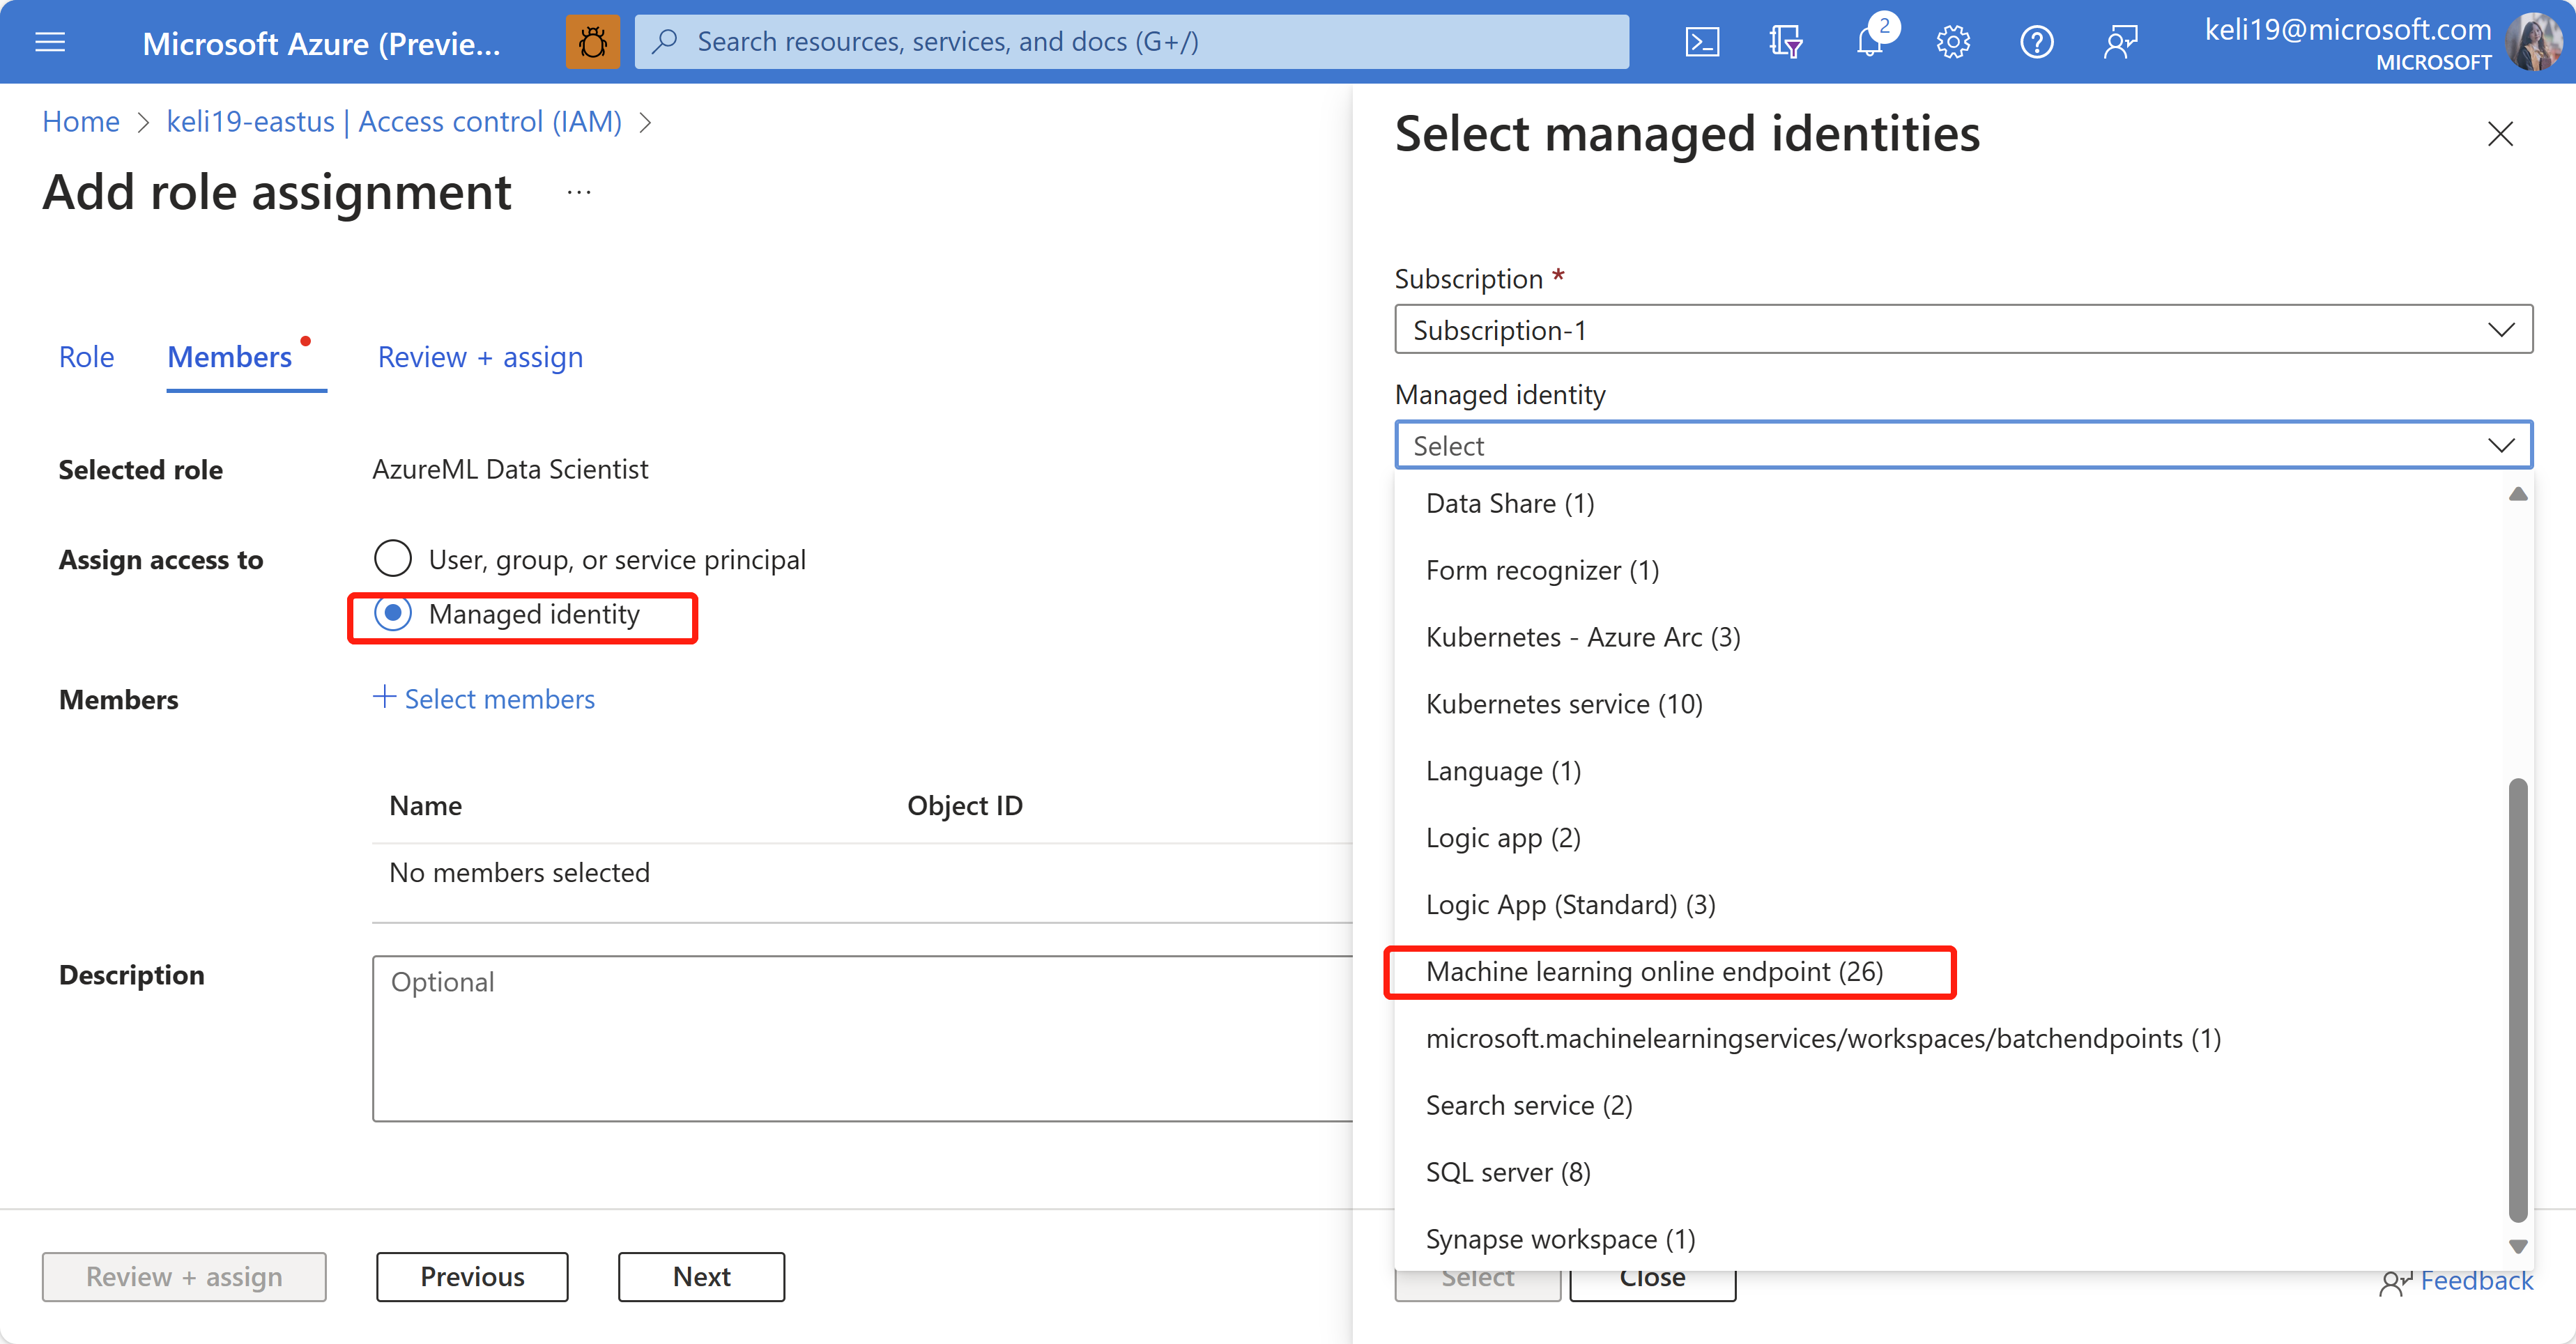 Microsoft Azure (Previe...
Search resources, services, and docs (G+/)
2
keli19@microsoft.com
MICROSOFT
Home > keli19-eastus | Access control (IAM) >
Add role assignment ...
Role
Members
Review + assign
Selected role
AzureML Data Scientist
Assign access to
User, group, or service principal
Managed identity
Members
+ Select members
Name
Object ID
No members selected
Description
Optional
Review + assign
Previous
Next
Select managed identities
Subscription *
Subscription-1
Managed identity
Select
Data Share (1)
Form recognizer (1)
Kubernetes - Azure Arc (3)
Kubernetes service (10)
Language (1)
Logic app (2)
Logic App (Standard) (3)
Machine learning online endpoint (26)
microsoft.machinelearningservices/workspaces/batchendpoints (1)
Search service (2)
SQL server (8)
Synapse workspace (1)
Select
Close
Feedback